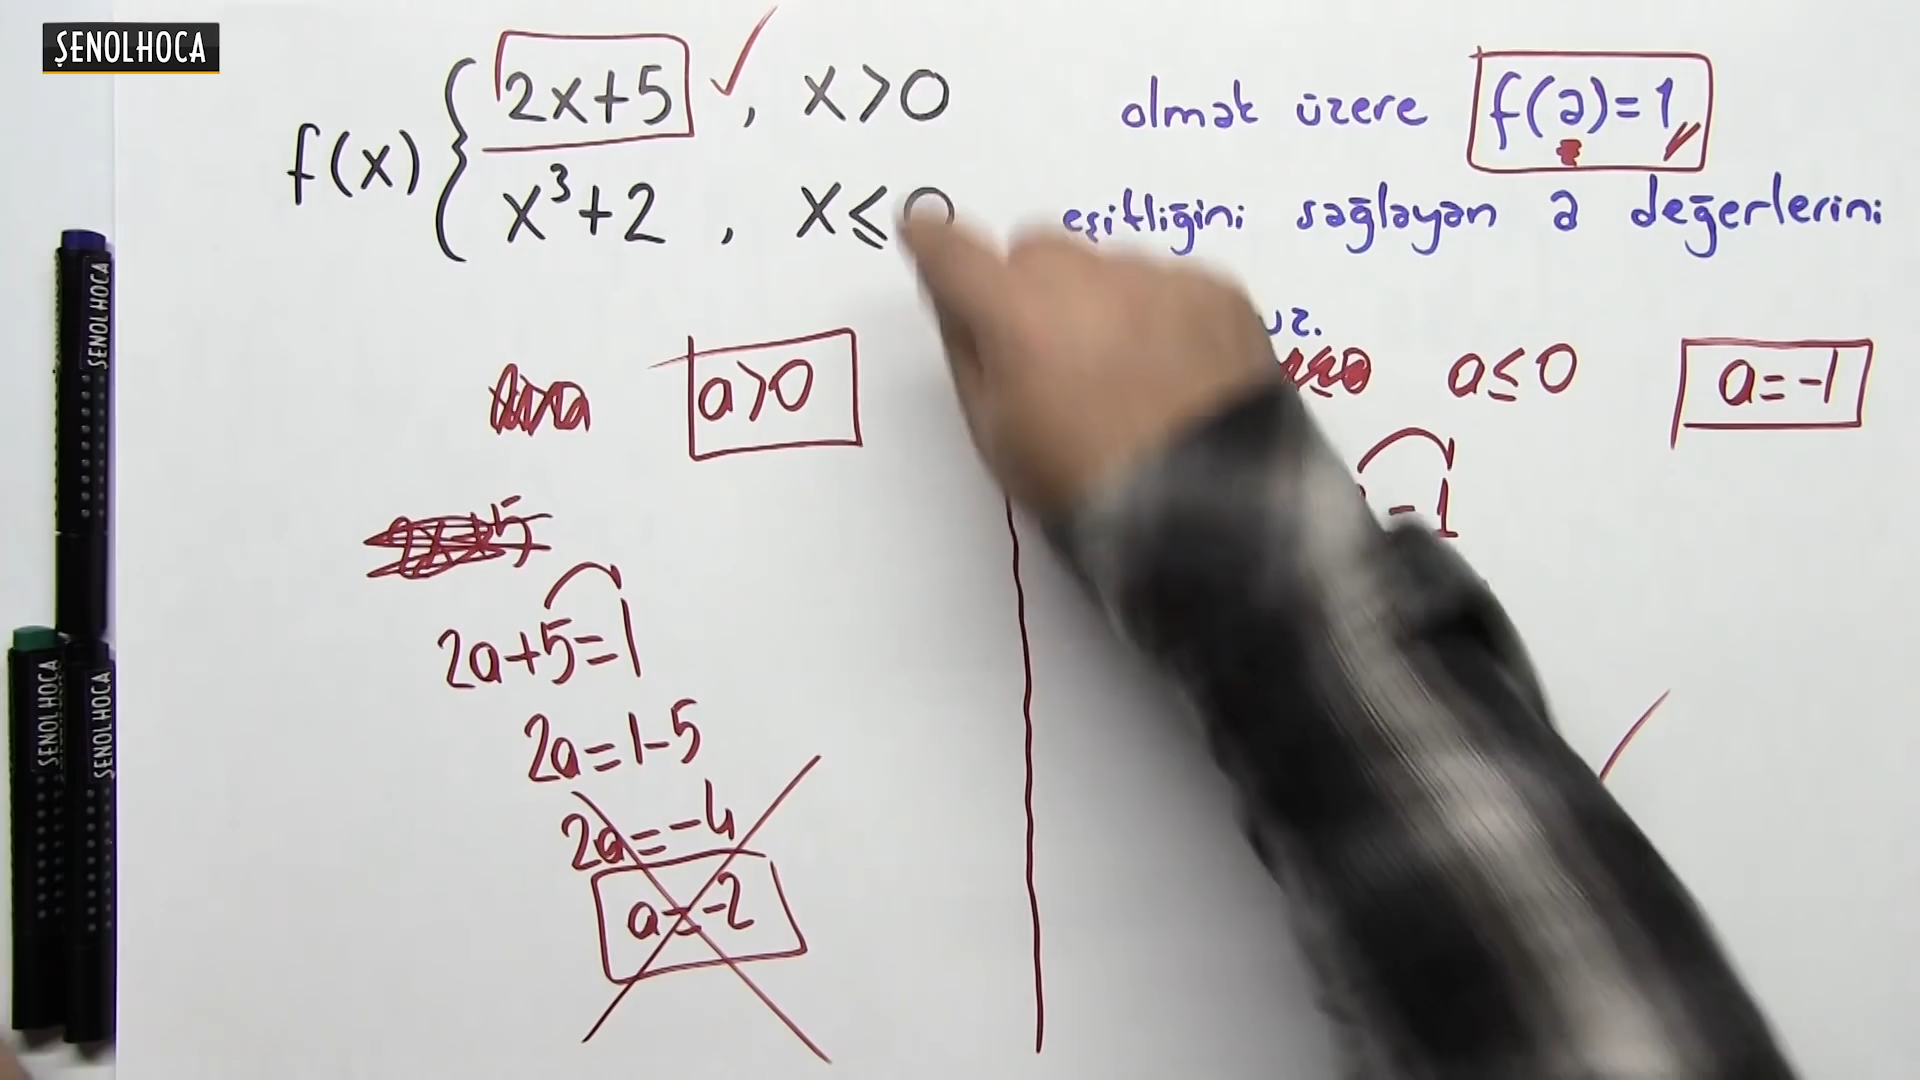 ŞENOLHOCA
f(x) { 2x+5 , x>0
x³+2 , x≤0
olmak üzere f(a)=1
eşitliğini sağlayan a değerlerini
a>0
2a+5=1
2a=1-5
2a=-4
a=-2
a≤0
a=-1
-1
ŞENOLHOCA
ŞENOLHOCA
ŞENOLHOCA